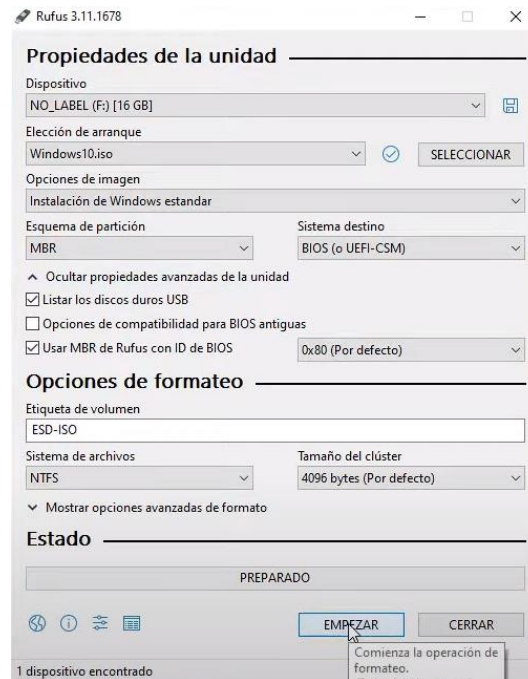 Rufus 3.11.1678
Propiedades de la unidad
Dispositivo
NO_LABEL (F:) [16 GB]
Elección de arranque
Windows10.iso
SELECCIONAR
Opciones de imagen
Instalación de Windows estandar
Esquema de partición
Sistema destino
MBR
BIOS (o UEFI-CSM)
Ocultar propiedades avanzadas de la unidad
Listar los discos duros USB
Opciones de compatibilidad para BIOS antiguas
Usar MBR de Rufus con ID de BIOS
0x80 (Por defecto)
Opciones de formateo
Etiqueta de volumen
ESD-ISO
Sistema de archivos
Tamaño del clúster
NTFS
4096 bytes (Por defecto)
Mostrar opciones avanzadas de formato
Estado
PREPARADO
EMPEZAR
CERRAR
Comienza la operación de
formateo.
1 dispositivo encontrado